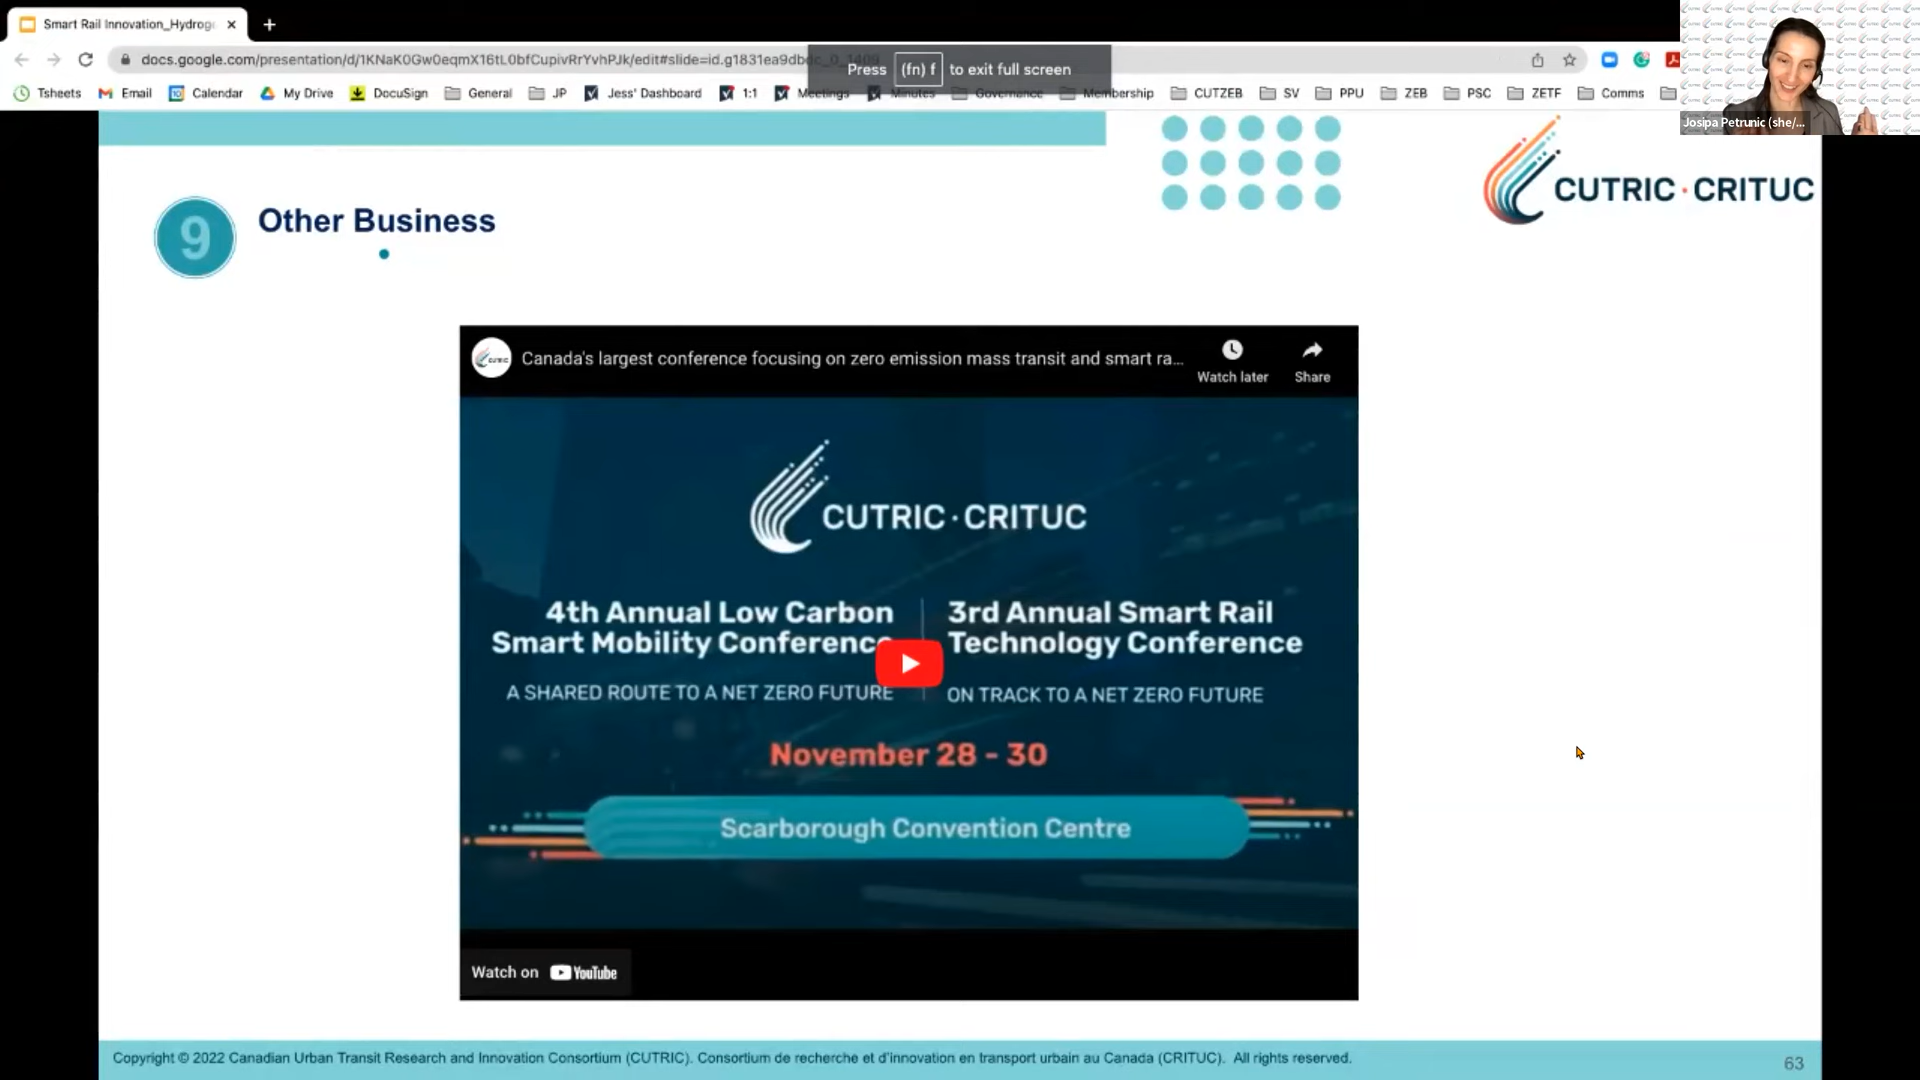 Smart Rail Innovation_Hydroge
docs.google.com/presentation/d/1KNaK0Gw0eqmX16tL0bfCupivRrYvhPJk/edit#slide=id.g1831ea9db
Press (fn) f to exit full screen
Tsheets Email Calendar My Drive DocuSign General JP Jess' Dashboard 1:1 Meetings Minutes Governance Membership CUTZEB SV PPU ZEB PSC ZETF Comms
Josipa Petrunic (she/...
CUTRIC · CRITUC
9 Other Business
Canada's largest conference focusing on zero emission mass transit and smart ra...
Watch later Share
CUTRIC · CRITUC
4th Annual Low Carbon
Smart Mobility Conference
A SHARED ROUTE TO A NET ZERO FUTURE
3rd Annual Smart Rail
Technology Conference
ON TRACK TO A NET ZERO FUTURE
November 28 - 30
Scarborough Convention Centre
Watch on YouTube
Copyright © 2022 Canadian Urban Transit Research and Innovation Consortium (CUTRIC). Consortium de recherche et d'innovation en transport urbain au Canada (CRITUC). All rights reserved.
63